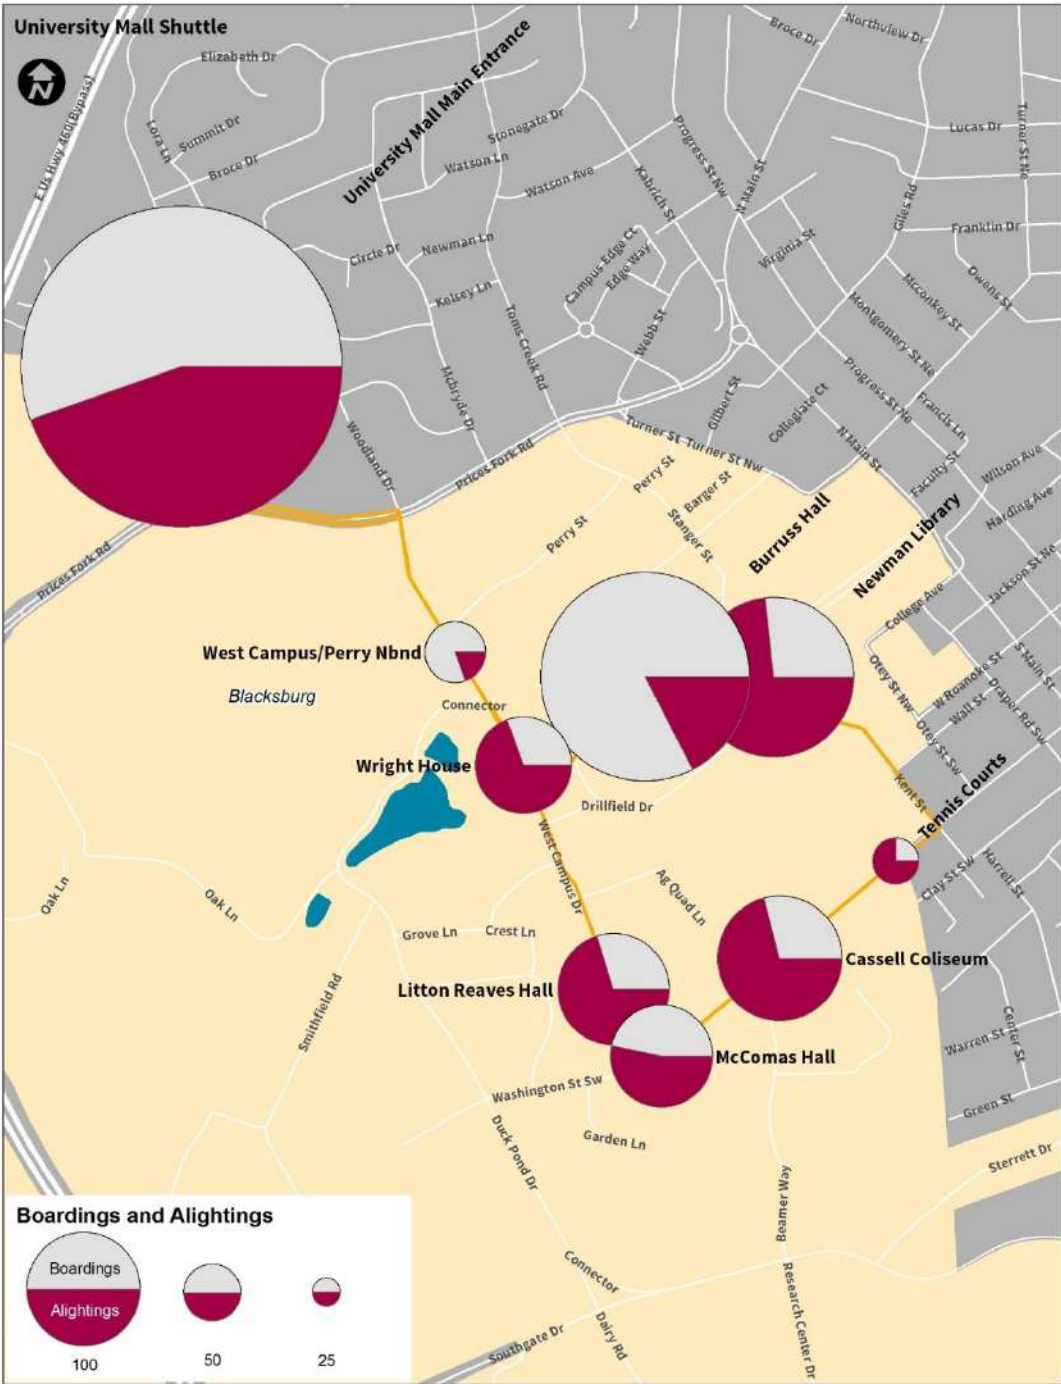 University Mall Shuttle
N
E Us Hwy 460(Bypass)
Elizabeth Dr
Lora Ln
Summit Dr
Broce Dr
University Mall Main Entrance
Stonegate Dr
Watson Ln
Watson Ave
Circle Dr
Newman Ln
Kelsey Ln
Toms Creek Rd
Mcbryde Dr
Woodland Dr
Prices Fork Rd
Prices Fork Rd
Broce Dr
Northview Dr
Progress St Nw
N Main St
Kabrich St
Campus Edge Ct
Edge Way
Webb St
Virginia St
Giles Rd
Lucas Dr
Turner St Ne
Franklin Dr
Owens St
Mcconkey St
Montgomery St Ne
Progress St Ne
Francis Ln
Gilbert St
Collegiate Ct
N Main St
Faculty St
Wilson Ave
Harding Ave
Jackson St Ne
Turner St
Turner St Nw
Perry St
Barger St
Stanger St
Perry St
Burruss Hall
Newman Library
College Ave
Otey St Nw
W Roanoke St
Wall St
Otey St Sw
Draper Rd Sw
S Main St
Kent St
Tennis Courts
Clay St Sw
Harrell St
West Campus/Perry Nbnd
Blacksburg
Connector
Wright House
Drillfield Dr
West Campus Dr
Ag Quad Ln
Oak Ln
Oak Ln
Grove Ln
Crest Ln
Smithfield Rd
Litton Reaves Hall
Cassell Coliseum
McComas Hall
Washington St Sw
Garden Ln
Duck Pond Dr
Center St
Warren St
Green St
Sterrett Dr
Beamer Way
Research Center Dr
Connector
Southgate Dr
Dairy Rd
Boardings and Alightings
Boardings
Alightings
100
50
25